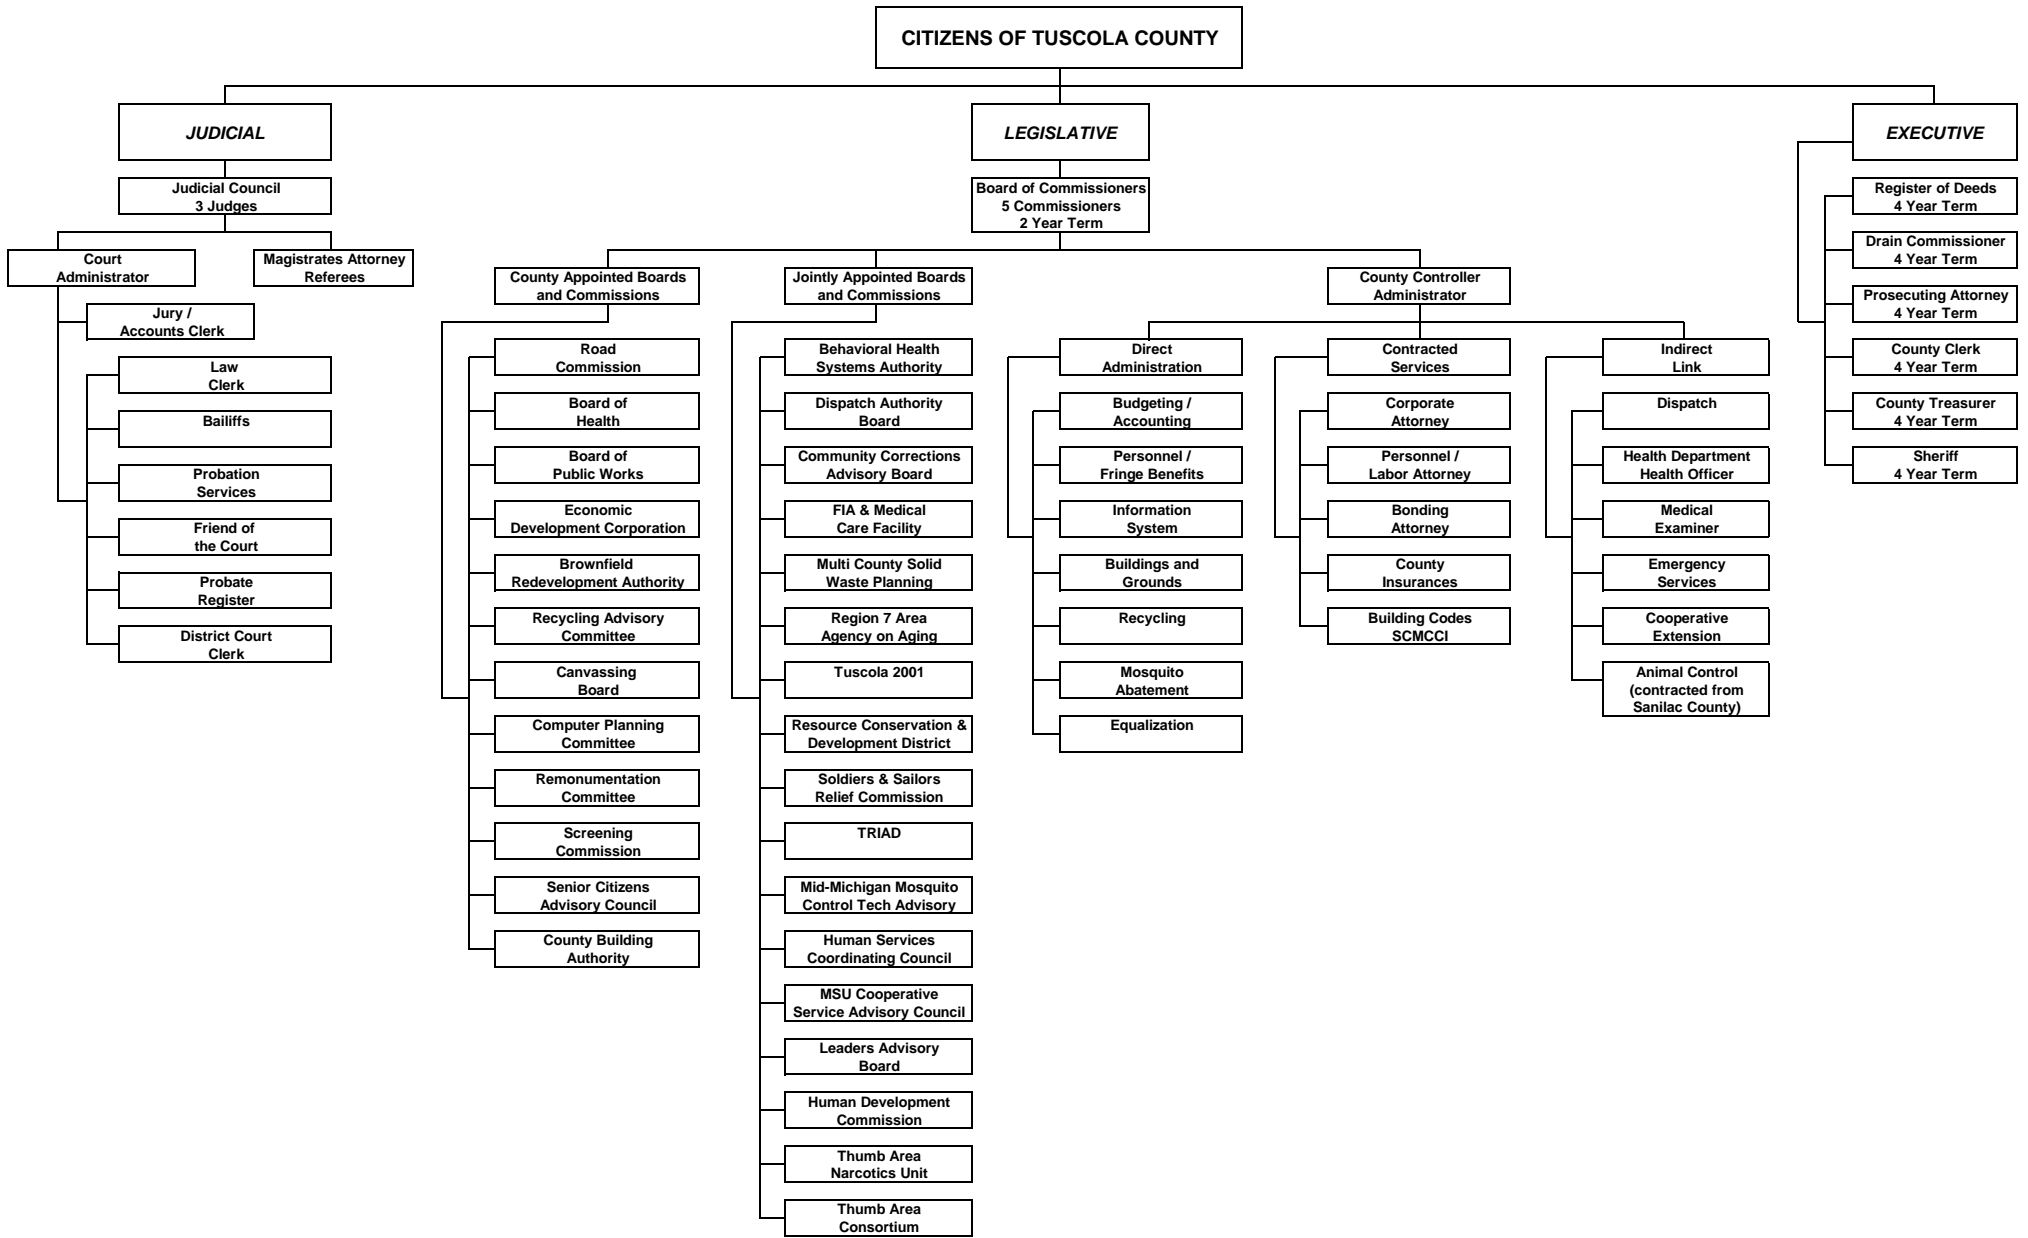 CITIZENS OF TUSCOLA COUNTY
JUDICIAL
Judicial Council
3 Judges
Court
Administrator
Magistrates Attorney
Referees
Jury /
Accounts Clerk
Law
Clerk
Bailiffs
Probation
Services
Friend of
the Court
Probate
Register
District Court
Clerk
LEGISLATIVE
Board of Commissioners
5 Commissioners
2 Year Term
County Appointed Boards
and Commissions
Road
Commission
Board of
Health
Board of
Public Works
Economic
Development Corporation
Brownfield
Redevelopment Authority
Recycling Advisory
Committee
Canvassing
Board
Computer Planning
Committee
Remonumentation
Committee
Screening
Commission
Senior Citizens
Advisory Council
County Building
Authority
Jointly Appointed Boards
and Commissions
Behavioral Health
Systems Authority
Dispatch Authority
Board
Community Corrections
Advisory Board
FIA & Medical
Care Facility
Multi County Solid
Waste Planning
Region 7 Area
Agency on Aging
Tuscola 2001
Resource Conservation &
Development District
Soldiers & Sailors
Relief Commission
TRIAD
Mid-Michigan Mosquito
Control Tech Advisory
Human Services
Coordinating Council
MSU Cooperative
Service Advisory Council
Leaders Advisory
Board
Human Development
Commission
Thumb Area
Narcotics Unit
Thumb Area
Consortium
County Controller
Administrator
Direct
Administration
Budgeting /
Accounting
Personnel /
Fringe Benefits
Information
System
Buildings and
Grounds
Recycling
Mosquito
Abatement
Equalization
Contracted
Services
Corporate
Attorney
Personnel /
Labor Attorney
Bonding
Attorney
County
Insurances
Building Codes
SCMCCI
Indirect
Link
Dispatch
Health Department
Health Officer
Medical
Examiner
Emergency
Services
Cooperative
Extension
Animal Control
(contracted from
Sanilac County)
EXECUTIVE
Register of Deeds
4 Year Term
Drain Commissioner
4 Year Term
Prosecuting Attorney
4 Year Term
County Clerk
4 Year Term
County Treasurer
4 Year Term
Sheriff
4 Year Term